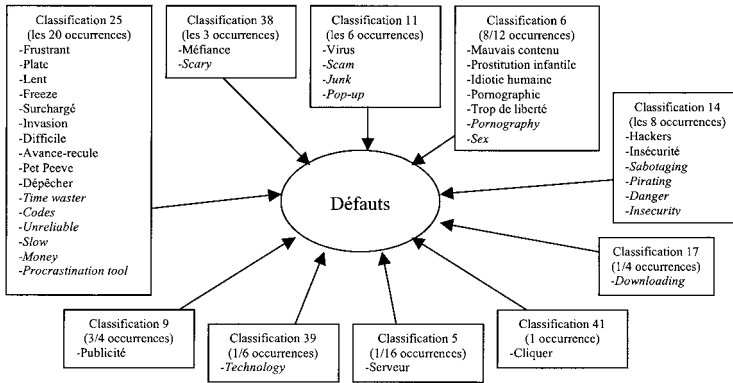 Classification 25
(les 20 occurrences)
-Frustrant
-Plate
-Lent
-Freeze
-Surchargé
-Invasion
-Difficile
-Avance-recule
-Pet Peeve
-Dépêcher
-Time waster
-Codes
-Unreliable
-Slow
-Money
-Procrastination tool
Classification 38
(les 3 occurrences)
-Méfiance
-Scary
Classification 11
(les 6 occurrences)
-Virus
-Scam
-Junk
-Pop-up
Classification 6
(8/12 occurrences)
-Mauvais contenu
-Prostitution infantile
-Idiotie humaine
-Pornographie
-Trop de liberté
-Pornography
-Sex
Classification 14
(les 8 occurrences)
-Hackers
-Insécurité
-Sabotaging
-Pirating
-Danger
-Insecurity
Défauts
Classification 17
(1/4 occurrences)
-Downloading
Classification 9
(3/4 occurrences)
-Publicité
Classification 39
(1/6 occurrences)
-Technology
Classification 5
(1/16 occurrences)
-Serveur
Classification 41
(1 occurrence)
-Cliquer